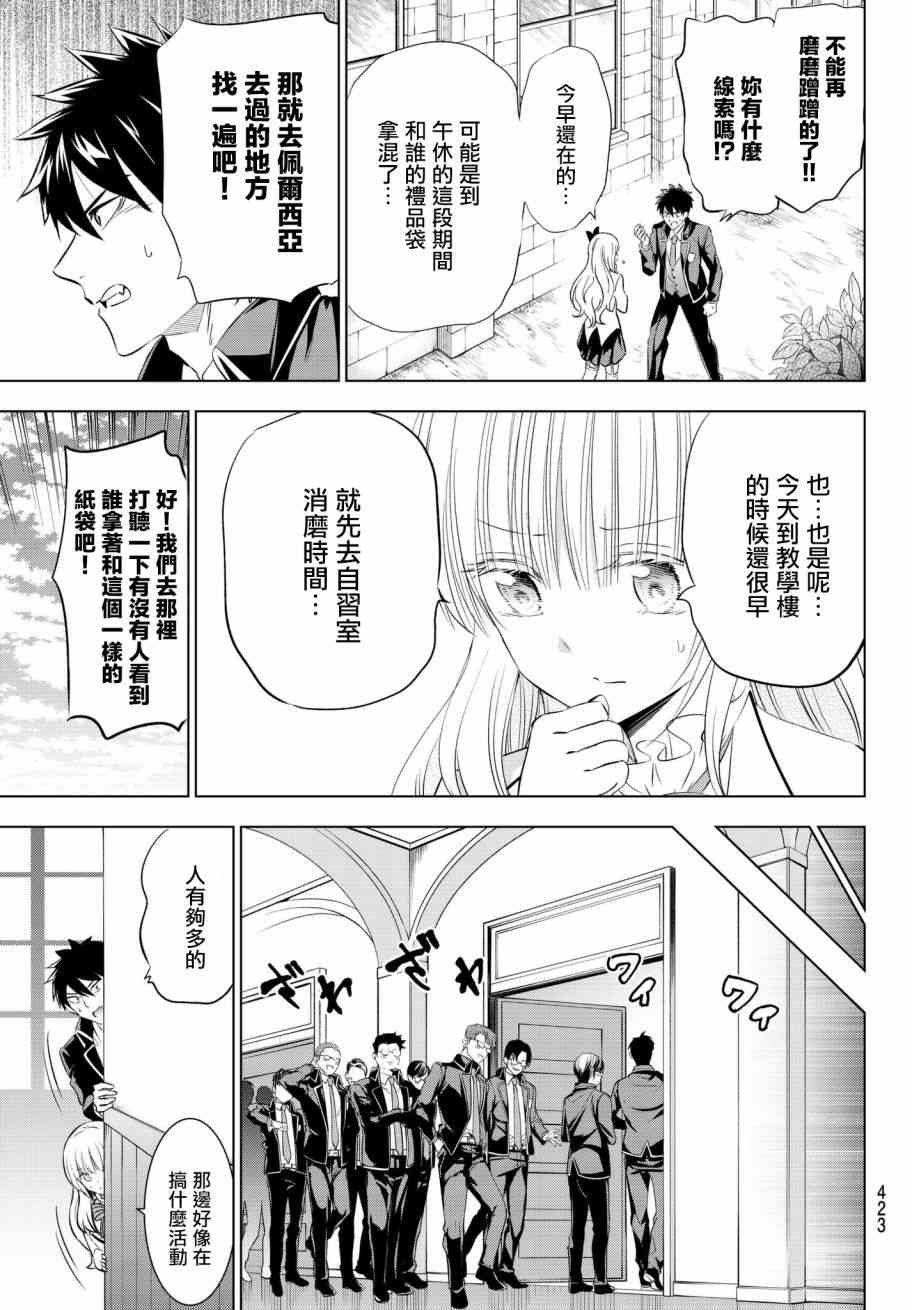 不能再
磨磨蹭蹭的了!!
妳有什麼
線索嗎!?
今早還在的…
可能是到
午休的這段期間
和誰的禮品袋
拿混了…
那就去佩爾西亞
去過的地方
找一遍吧！
也…也是呢…
今天到教學樓
的時候還很早
就先去自習室
消磨時間…
好！我們去那裡
打聽一下有沒有人看到
誰拿著和這個一樣的
紙袋吧！
ワイ
ワイ
ざわ
ざわ
人有夠多的
那邊好像在
搞什麼活動
423